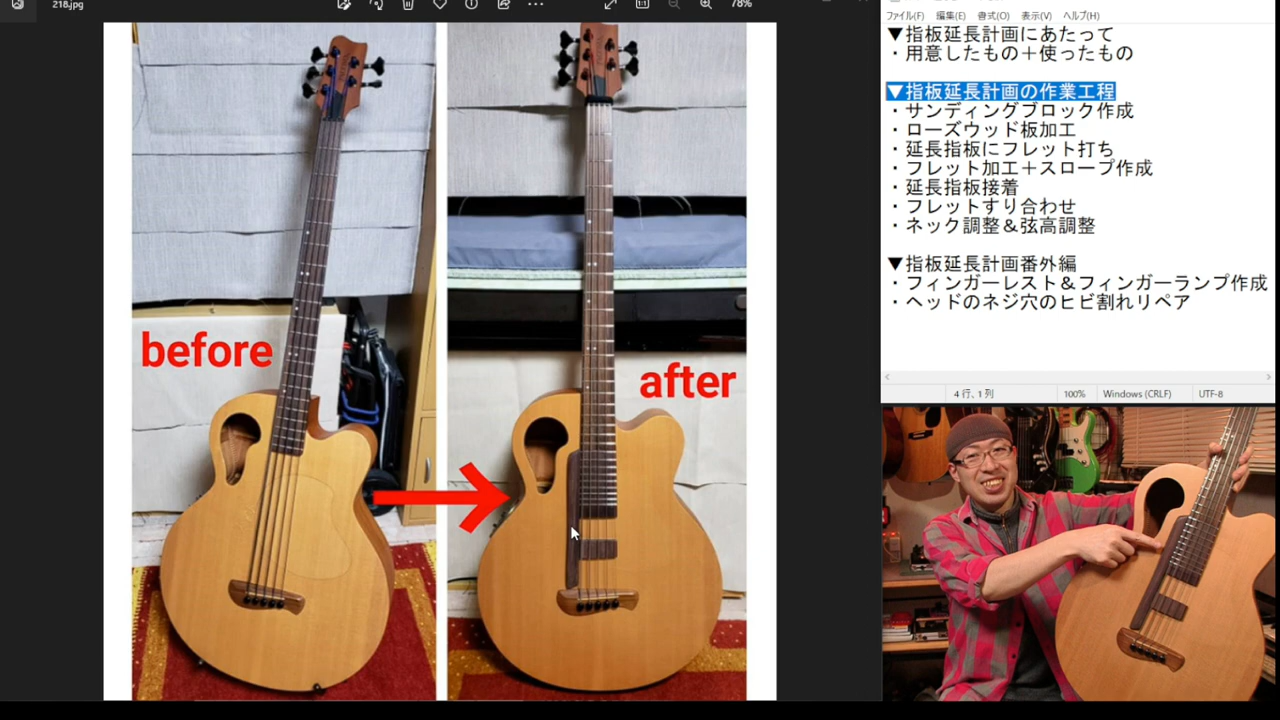 218.jpg
78%
before
after
ファイル(F) 編集(E) 書式(O) 表示(V) ヘルプ(H)
▼指板延長計画にあたって
・用意したもの＋使ったもの
▼指板延長計画の作業工程
・サンディングブロック作成
・ローズウッド板加工
・延長指板にフレット打ち
・フレット加工＋スロープ作成
・延長指板接着
・フレットすり合わせ
・ネック調整＆弦高調整
▼指板延長計画番外編
・フィンガーレスト＆フィンガーランプ作成
・ヘッドのネジ穴のヒビ割れリペア
4 行、1 列 100% Windows (CRLF) UTF-8